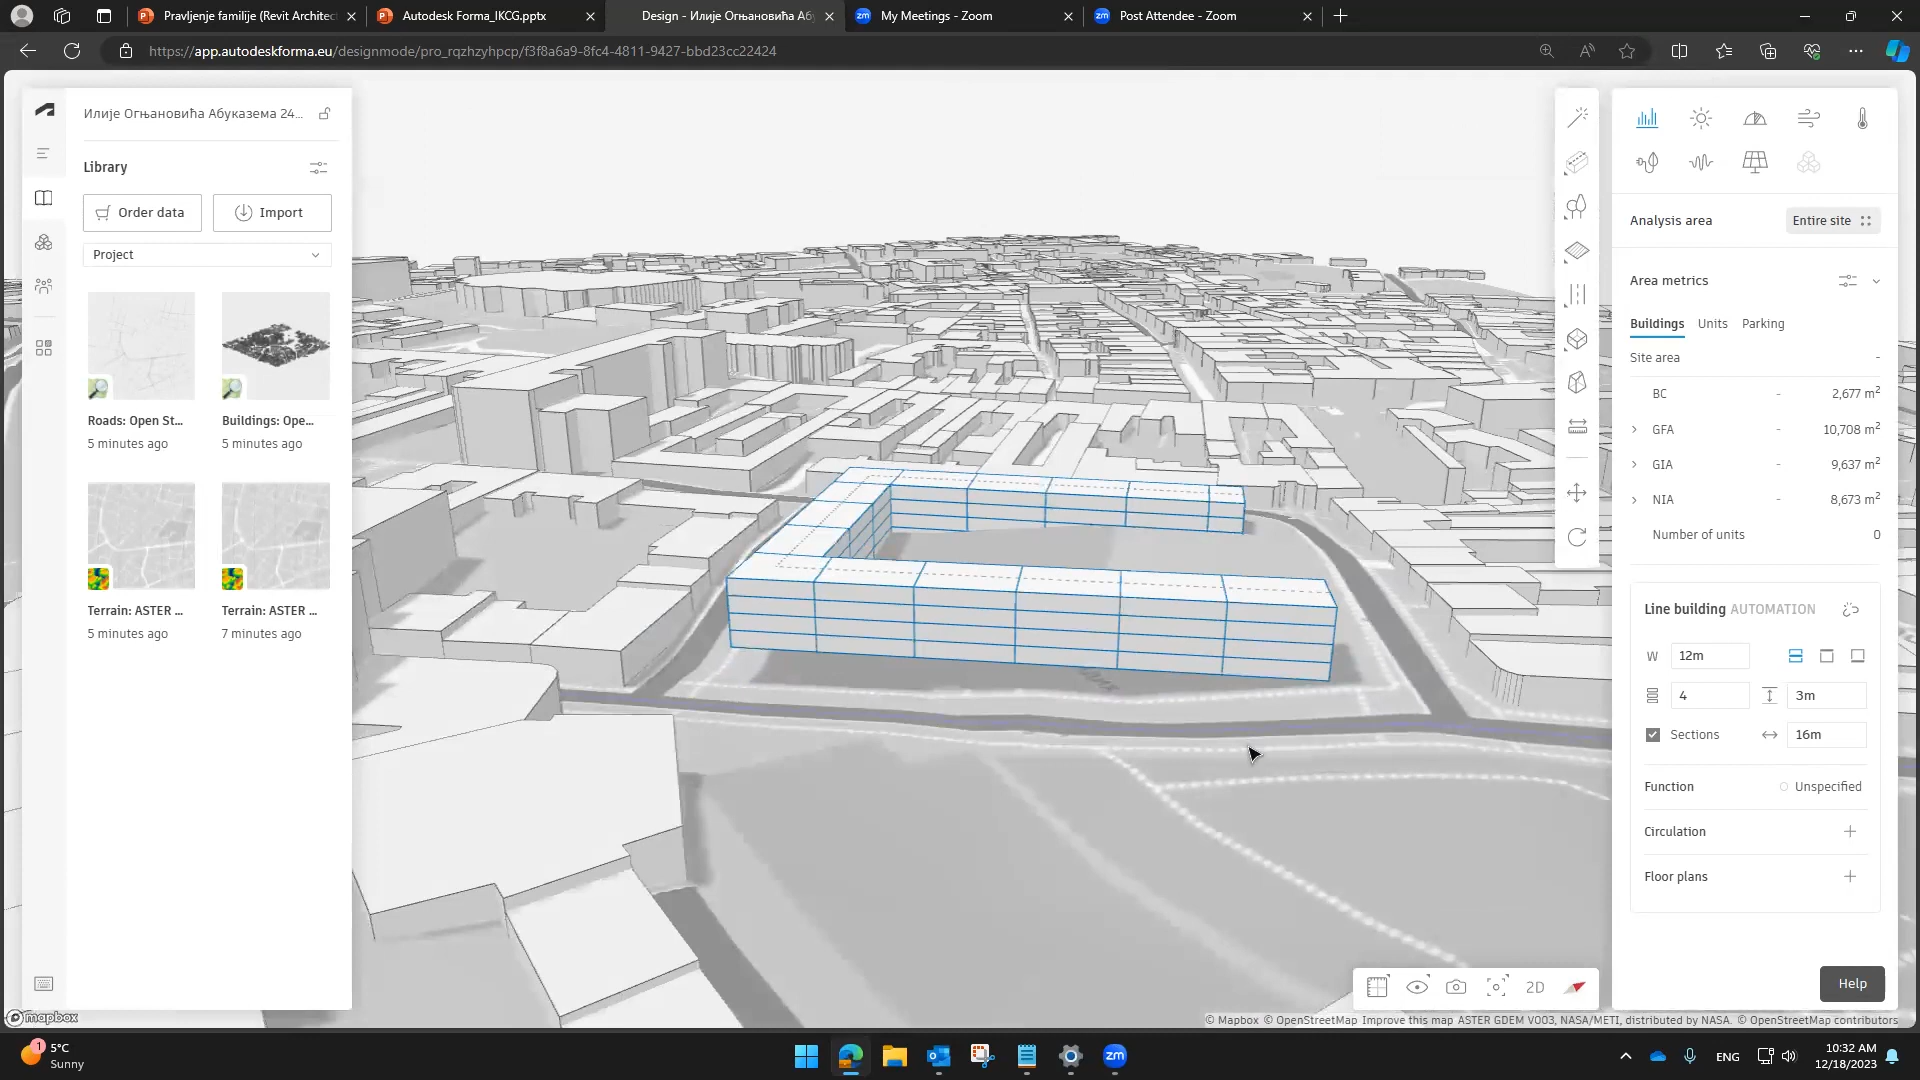 Pravljenje familije (Revit Architec
Autodesk Forma_IKCG.pptx
Design - Илије Огњановића Абу
My Meetings - Zoom
Post Attendee - Zoom
https://app.autodeskforma.eu/designmode/pro_rqzhzyhpcp/f3f8a6a9-8fc4-4811-9427-bbd23cc22424
Илије Огњановића Абуказема 24...
Library
Order data
Import
Project
Roads: Open St...
5 minutes ago
Buildings: Ope...
5 minutes ago
Terrain: ASTER ...
5 minutes ago
Terrain: ASTER ...
7 minutes ago
mapbox
Analysis area
Entire site
Area metrics
Buildings
Units
Parking
Site area -
BC - 2,677 m²
GFA - 10,708 m²
GIA - 9,637 m²
NIA - 8,673 m²
Number of units 0
Line building AUTOMATION
W 12m
4
3m
Sections
16m
Function
Unspecified
Circulation
Floor plans
Help
2D
© Mapbox © OpenStreetMap Improve this map ASTER GDEM V003, NASA/METI, distributed by NASA. © OpenStreetMap contributors
1
5°C
Sunny
ENG
10:32 AM
12/18/2023